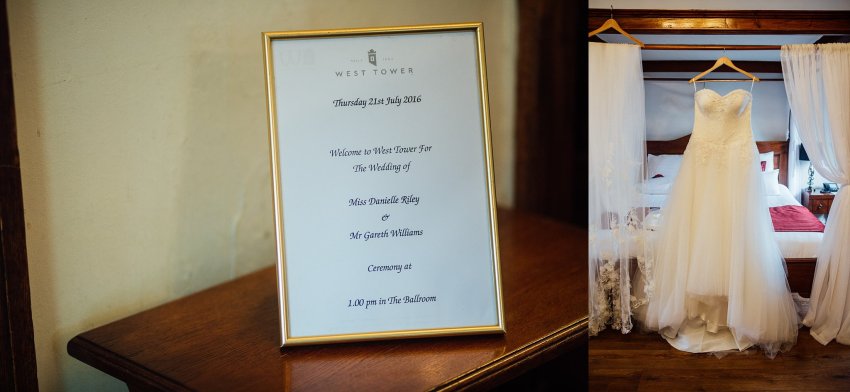 WEST TOWER
Thursday 21st July 2016
Welcome to West Tower For
The Wedding of
Miss Danielle Riley
&
Mr Gareth Williams
Ceremony at
1.00 pm in The Ballroom